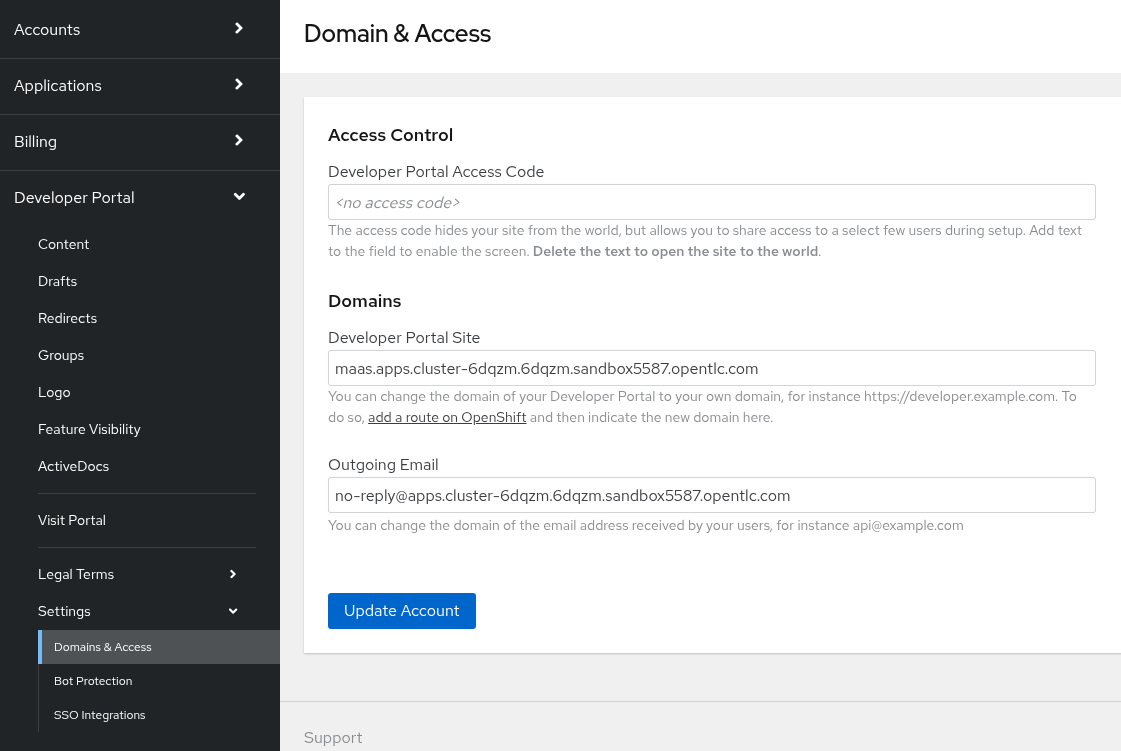 Accounts
Applications
Billing
Developer Portal
Content
Drafts
Redirects
Groups
Logo
Feature Visibility
ActiveDocs
Visit Portal
Legal Terms
Settings
Domains & Access
Bot Protection
SSO Integrations
Domain & Access
Access Control
Developer Portal Access Code
<no access code>
The access code hides your site from the world, but allows you to share access to a select few users during setup. Add text
to the field to enable the screen. Delete the text to open the site to the world.
Domains
Developer Portal Site
maas.apps.cluster-6dqzm.6dqzm.sandbox5587.opentlc.com
You can change the domain of your Developer Portal to your own domain, for instance https://developer.example.com. To
do so, add a route on OpenShift and then indicate the new domain here.
Outgoing Email
no-reply@apps.cluster-6dqzm.6dqzm.sandbox5587.opentlc.com
You can change the domain of the email address received by your users, for instance api@example.com
Update Account
Support